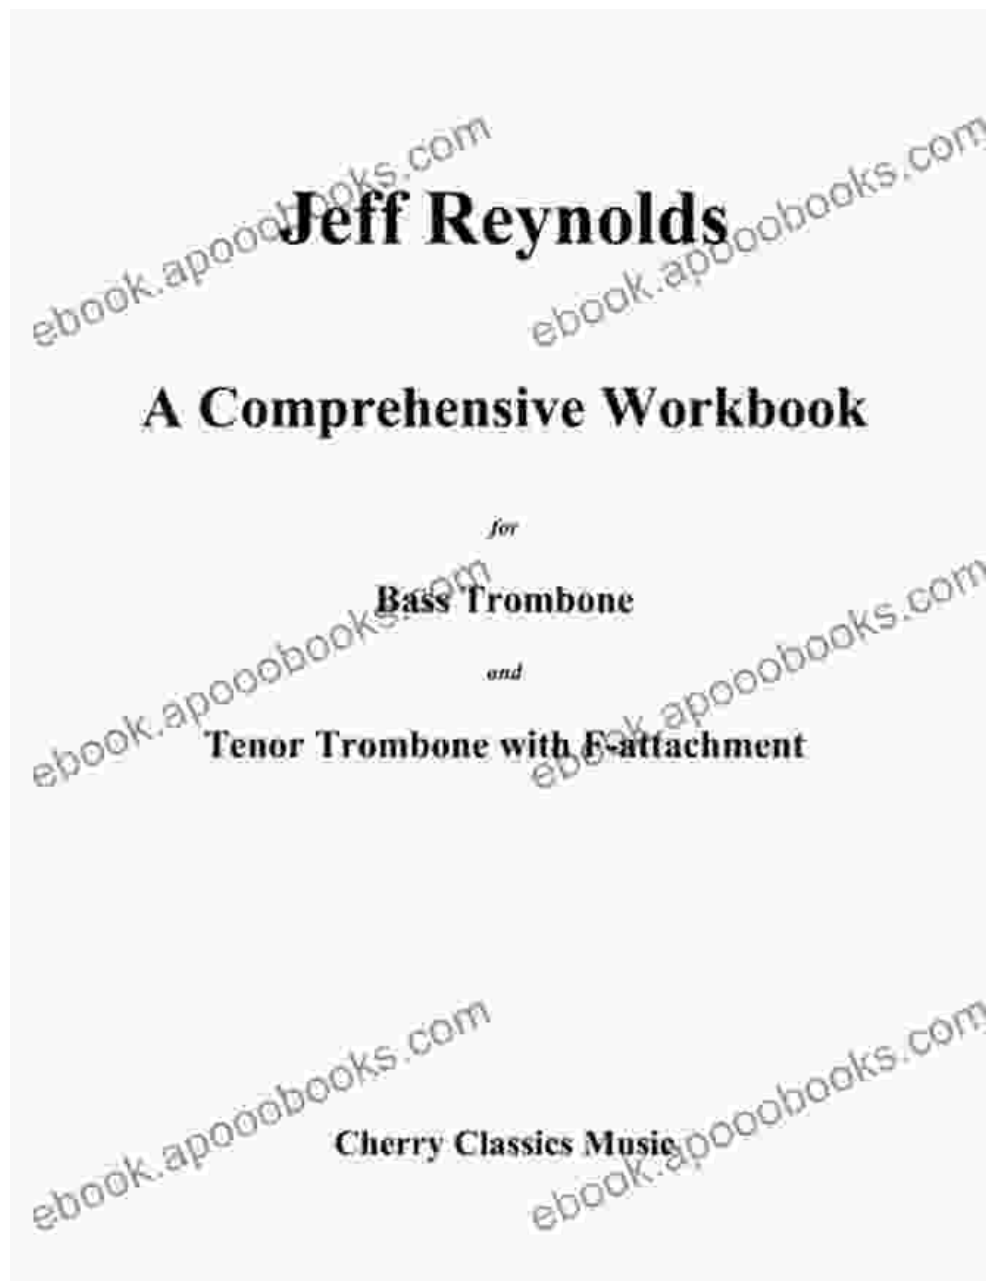 ebook.apooobooks.com
ebook.apooobooks.com
Jeff Reynolds
A Comprehensive Workbook
for
Bass Trombone
and
Tenor Trombone with F-attachment
ebook.apooobooks.com
ebook.apooobooks.com
Cherry Classics Music
ebook.apooobooks.com
ebook.apooobooks.com